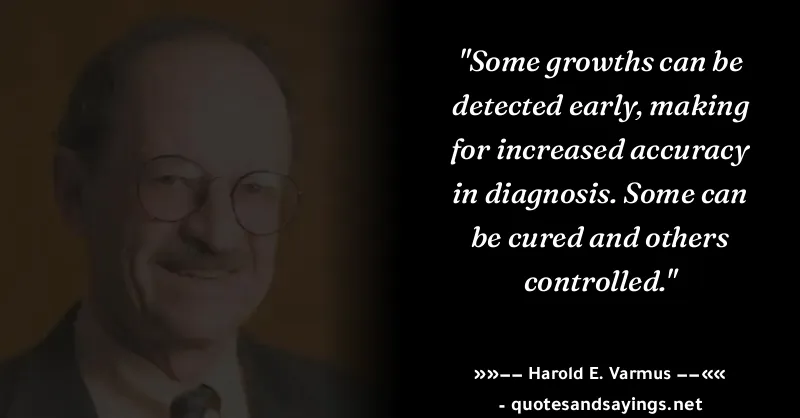 "Some growths can be
detected early, making
for increased accuracy
in diagnosis. Some can
be cured and others
controlled."
»»−− Harold E. Varmus −−««
- quotesandsayings.net